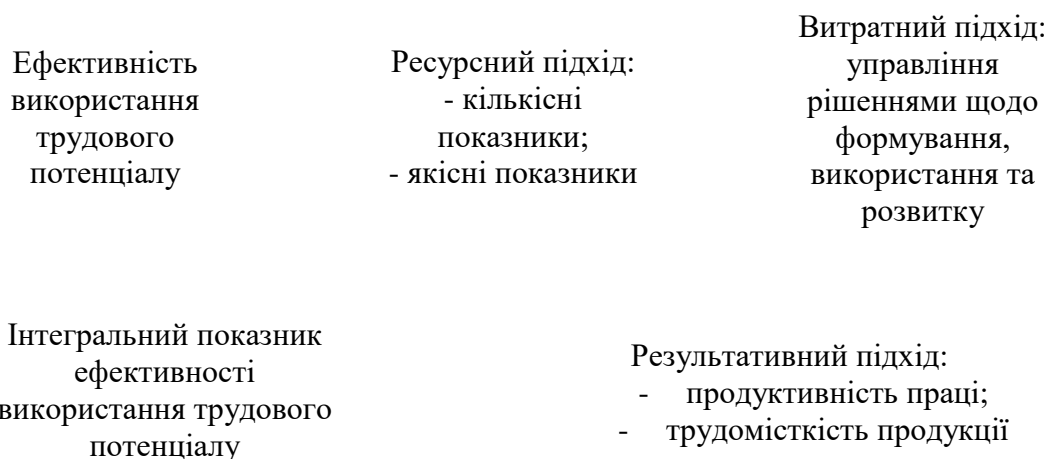 Ефективність
використання
трудового
потенціалу
Ресурсний підхід:
- кількісні
показники;
- якісні показники
Витратний підхід:
управління
рішеннями щодо
формування,
використання та
розвитку
Інтегральний показник
ефективності
використання трудового
потенціалу
Результативний підхід:
- продуктивність праці;
- трудомісткість продукції